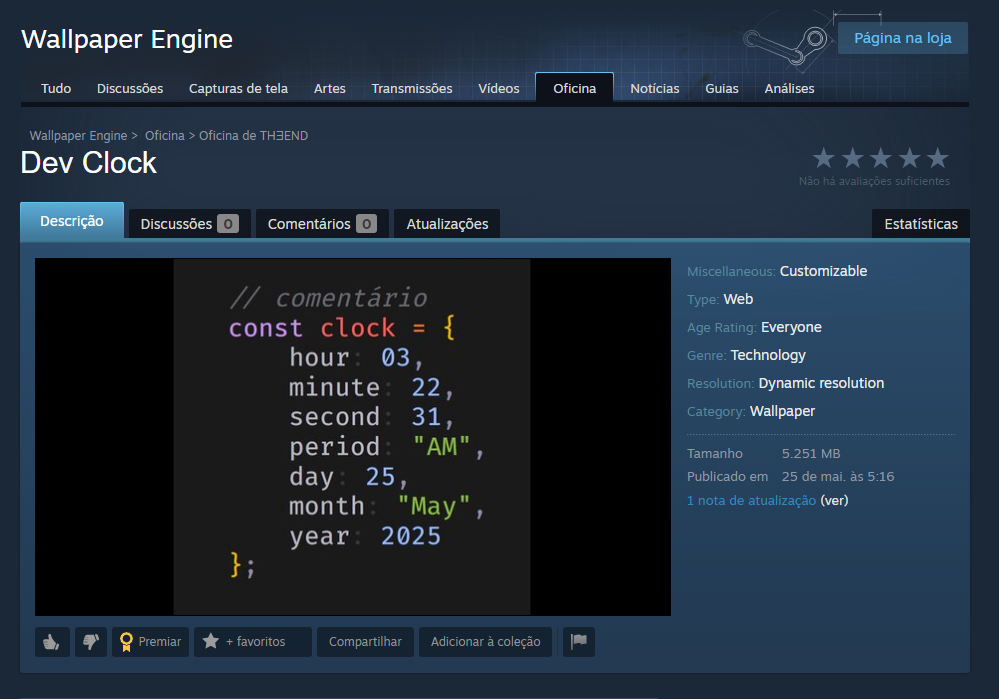 Wallpaper Engine
Página na loja
Tudo Discussões Capturas de tela Artes Transmissões Vídeos Oficina Notícias Guias Análises
Wallpaper Engine > Oficina > Oficina de THƎEND
Dev Clock
Não há avaliações suficientes
Descrição Discussões 0 Comentários 0 Atualizações Estatísticas
// comentário
const clock = {
hour: 03,
minute: 22,
second: 31,
period: "AM",
day: 25,
month: "May",
year: 2025
};
Miscellaneous: Customizable
Type: Web
Age Rating: Everyone
Genre: Technology
Resolution: Dynamic resolution
Category: Wallpaper
Tamanho 5.251 MB
Publicado em 25 de mai. às 5:16
1 nota de atualização (ver)
Premiar + favoritos Compartilhar Adicionar à coleção